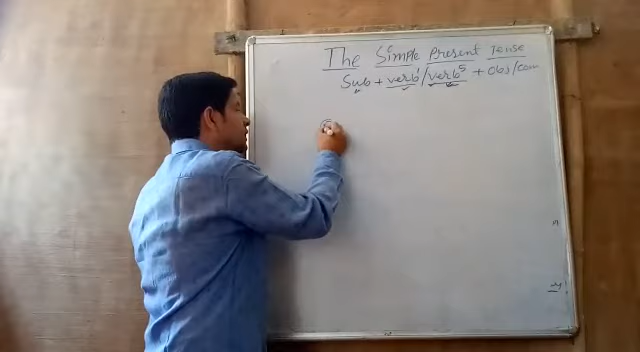 The Simple Present Tense
Sub + verb¹/verb⁵ + obj/com